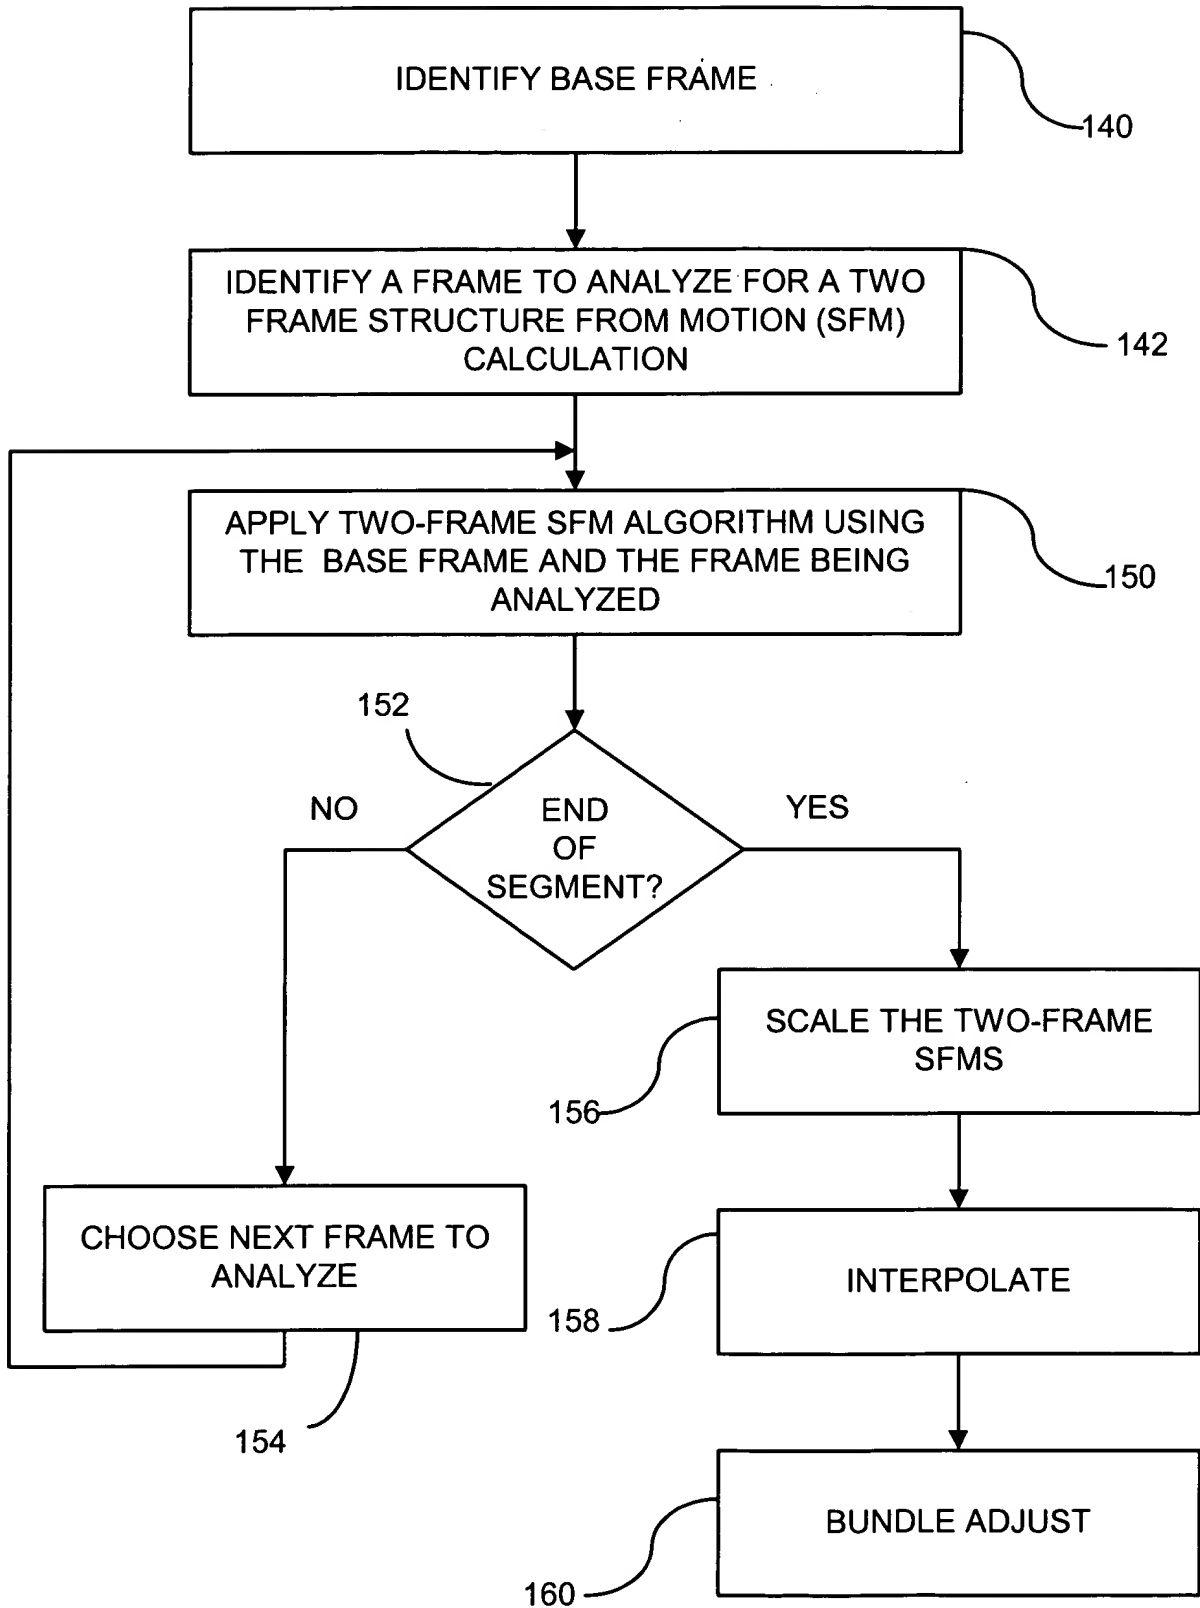 IDENTIFY BASE FRAME
140
IDENTIFY A FRAME TO ANALYZE FOR A TWO
FRAME STRUCTURE FROM MOTION (SFM)
CALCULATION
142
APPLY TWO-FRAME SFM ALGORITHM USING
THE BASE FRAME AND THE FRAME BEING
ANALYZED
150
152
NO
END
OF
SEGMENT?
YES
SCALE THE TWO-FRAME
SFMS
156
CHOOSE NEXT FRAME TO
ANALYZE
154
INTERPOLATE
158
BUNDLE ADJUST
160